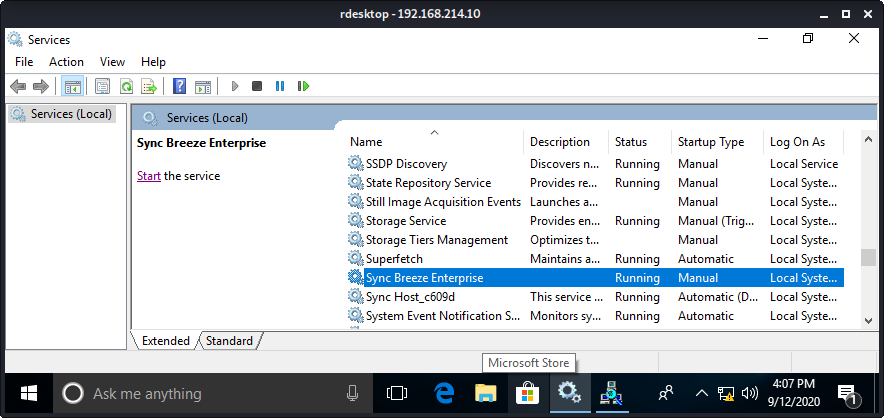 rdesktop - 192.168.214.10
Services
File Action View Help
Services (Local)
Services (Local)
Sync Breeze Enterprise
Start the service
Name Description Status Startup Type Log On As
SSDP Discovery Discovers n... Running Manual Local Service
State Repository Service Provides re... Running Manual Local Syste...
Still Image Acquisition Events Launches a... Manual Local Syste...
Storage Service Provides en... Running Manual (Trig... Local Syste...
Storage Tiers Management Optimizes t... Manual Local Syste...
Superfetch Maintains a... Running Automatic Local Syste...
Sync Breeze Enterprise Running Manual Local Syste...
Sync Host_c609d This service ... Running Automatic (D... Local Syste...
System Event Notification S... Monitors sy... Running Automatic Local Syste...
Extended Standard
Microsoft Store
Ask me anything
4:07 PM
9/12/2020
1